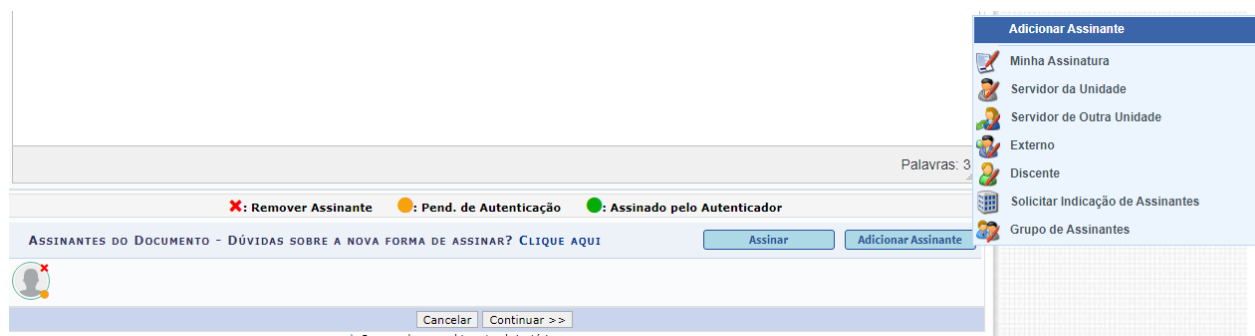 Adicionar Assinante
Minha Assinatura
Servidor da Unidade
Servidor de Outra Unidade
Externo
Discente
Solicitar Indicação de Assinantes
Grupo de Assinantes
Palavras: 3
: Remover Assinante : Pend. de Autenticação : Assinado pelo Autenticador
Assinantes do Documento - Dúvidas sobre a nova forma de assinar? Clique aqui Assinar Adicionar Assinante
Cancelar Continuar >>